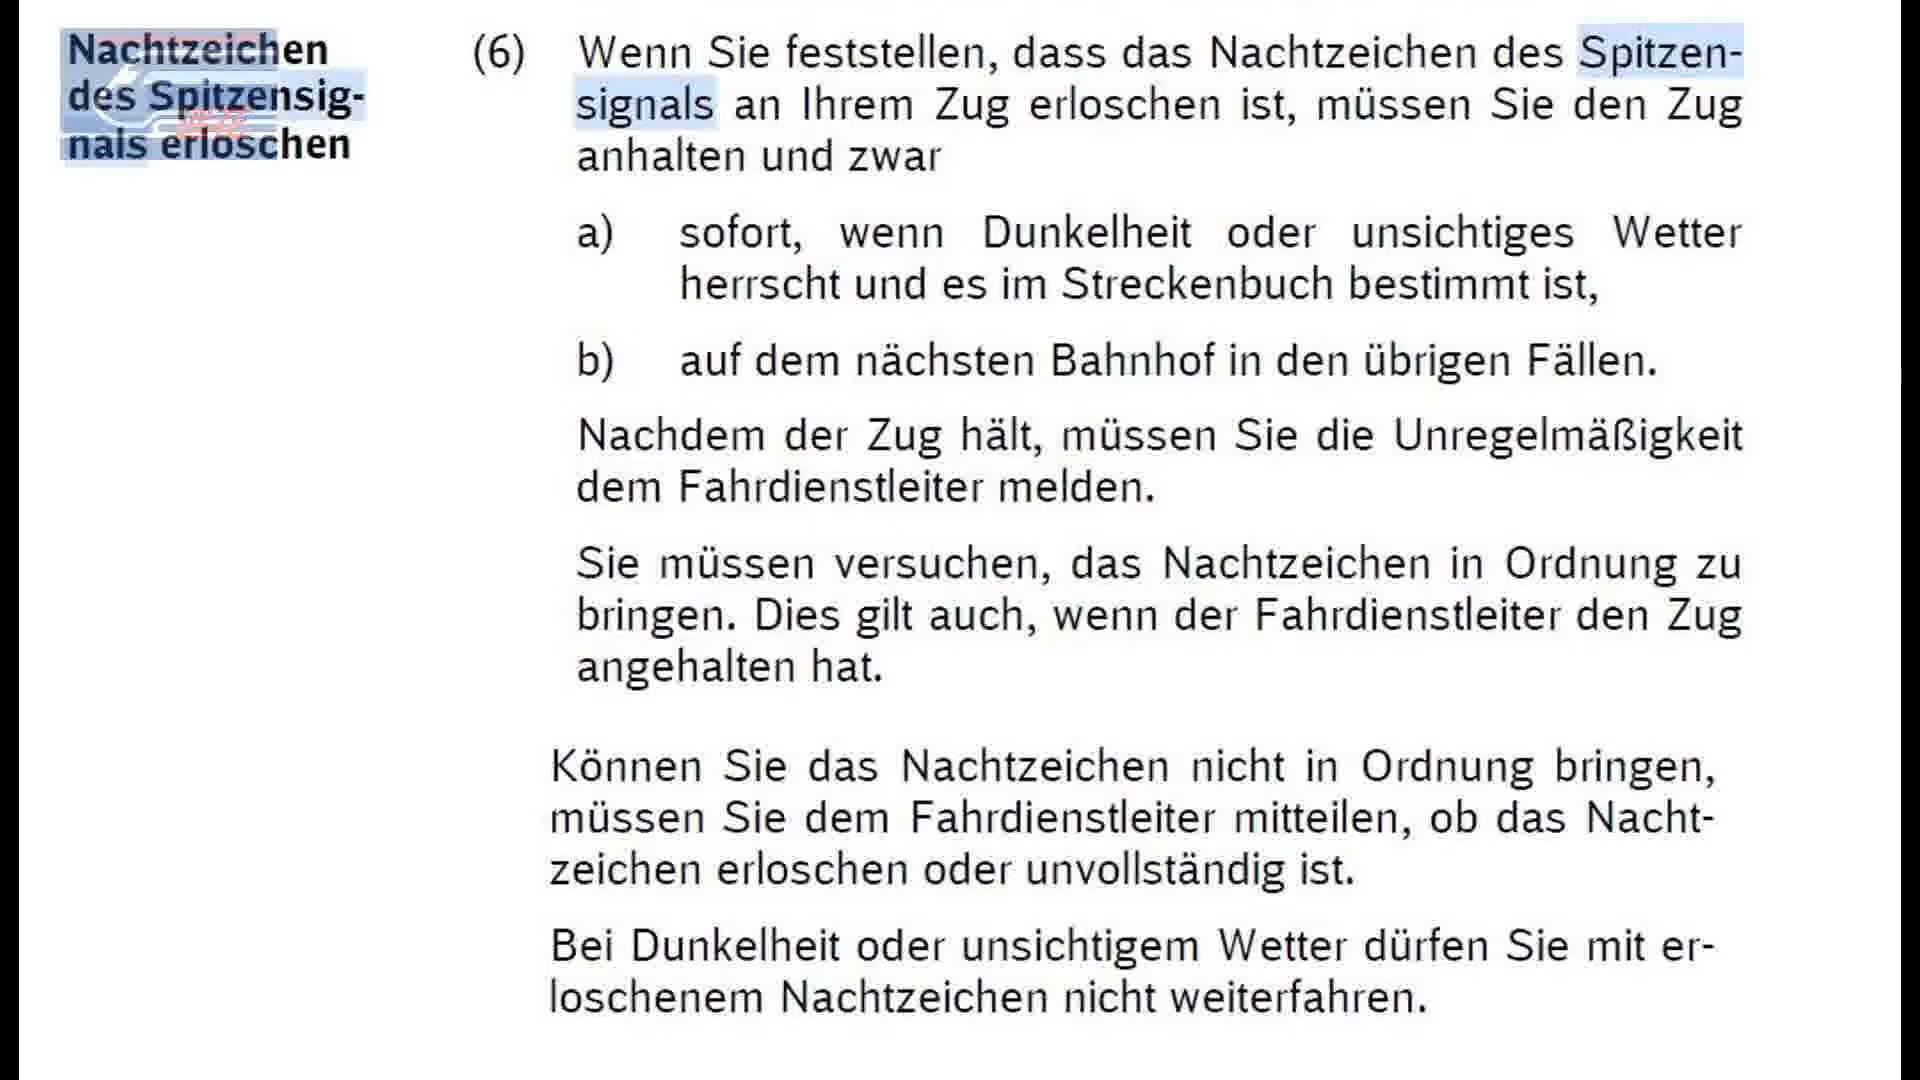 Nachtzeichen
des Spitzensig-
nals erloschen
(6) Wenn Sie feststellen, dass das Nachtzeichen des Spitzen-
signals an Ihrem Zug erloschen ist, müssen Sie den Zug
anhalten und zwar
a) sofort, wenn Dunkelheit oder unsichtiges Wetter
herrscht und es im Streckenbuch bestimmt ist,
b) auf dem nächsten Bahnhof in den übrigen Fällen.
Nachdem der Zug hält, müssen Sie die Unregelmäßigkeit
dem Fahrdienstleiter melden.
Sie müssen versuchen, das Nachtzeichen in Ordnung zu
bringen. Dies gilt auch, wenn der Fahrdienstleiter den Zug
angehalten hat.
Können Sie das Nachtzeichen nicht in Ordnung bringen,
müssen Sie dem Fahrdienstleiter mitteilen, ob das Nacht-
zeichen erloschen oder unvollständig ist.
Bei Dunkelheit oder unsichtigem Wetter dürfen Sie mit er-
loschenem Nachtzeichen nicht weiterfahren.